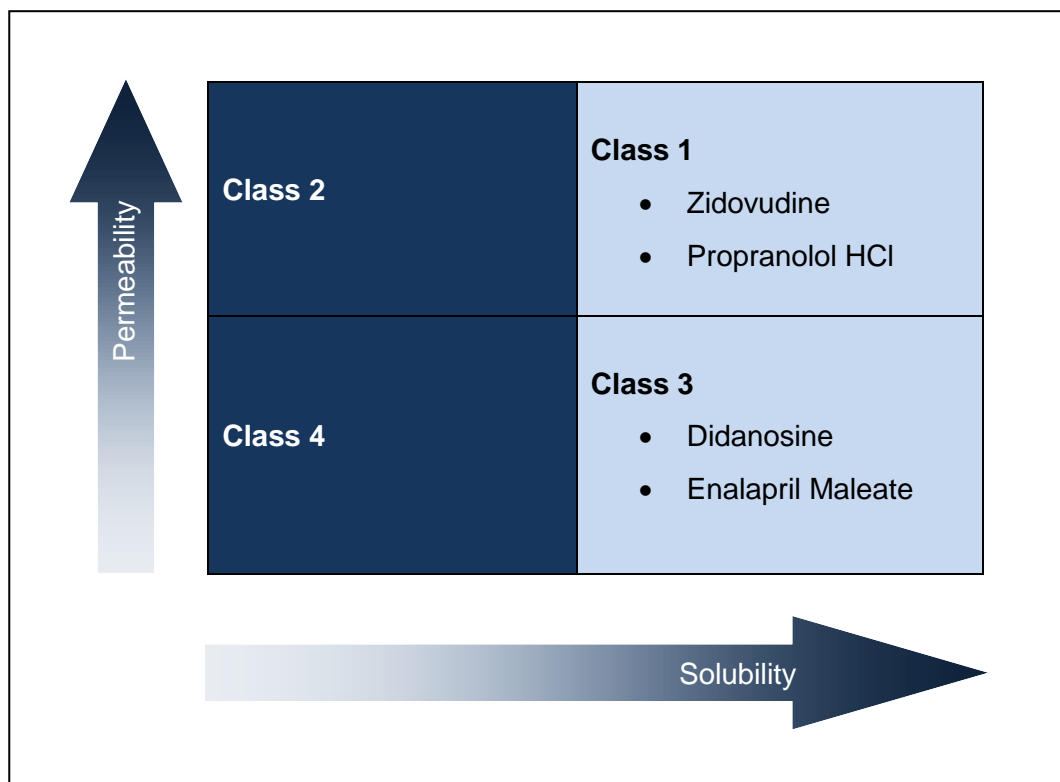 Permeability
Class 2
Class 1
• Zidovudine
• Propranolol HCl
Class 4
Class 3
• Didanosine
• Enalapril Maleate
Solubility